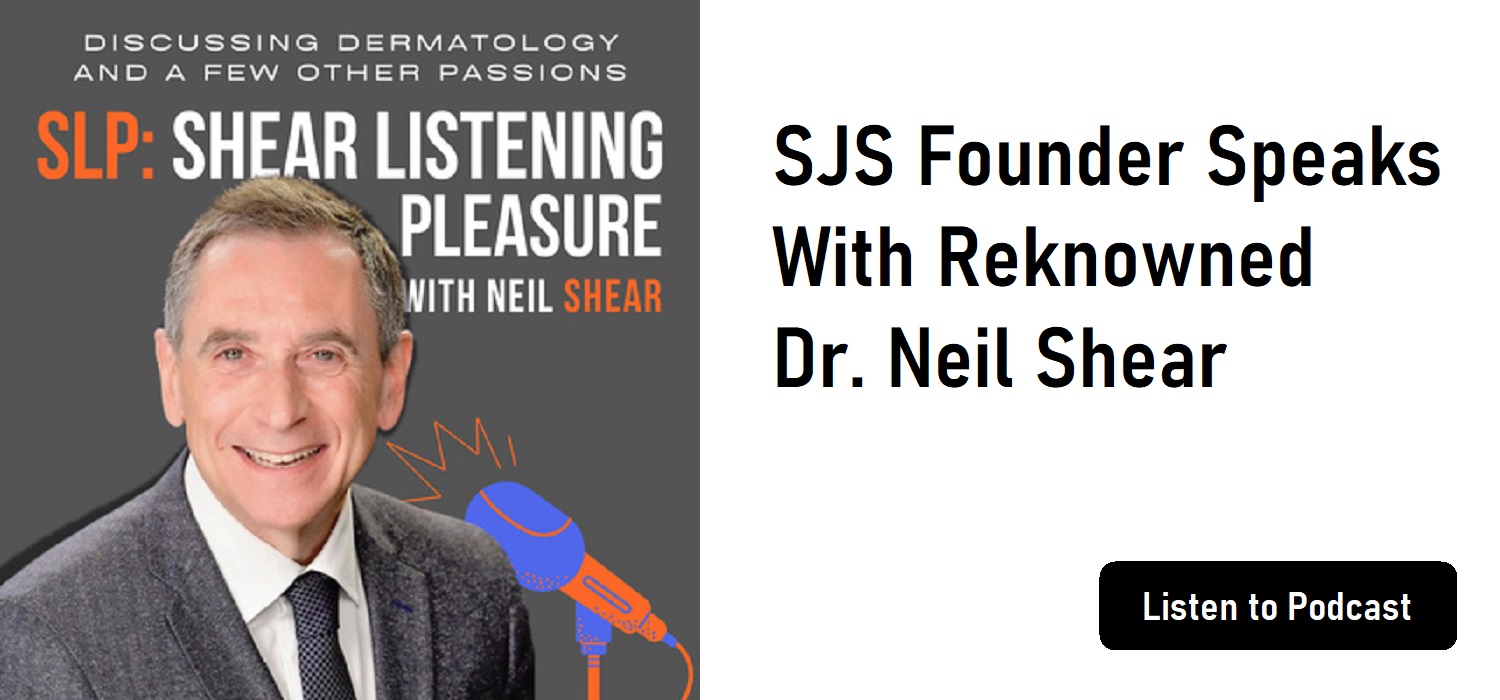 DISCUSSING DERMATOLOGY
AND A FEW OTHER PASSIONS
SLP: SHEAR LISTENING
PLEASURE
WITH NEIL SHEAR
SJS Founder Speaks
With Reknowned
Dr. Neil Shear
Listen to Podcast